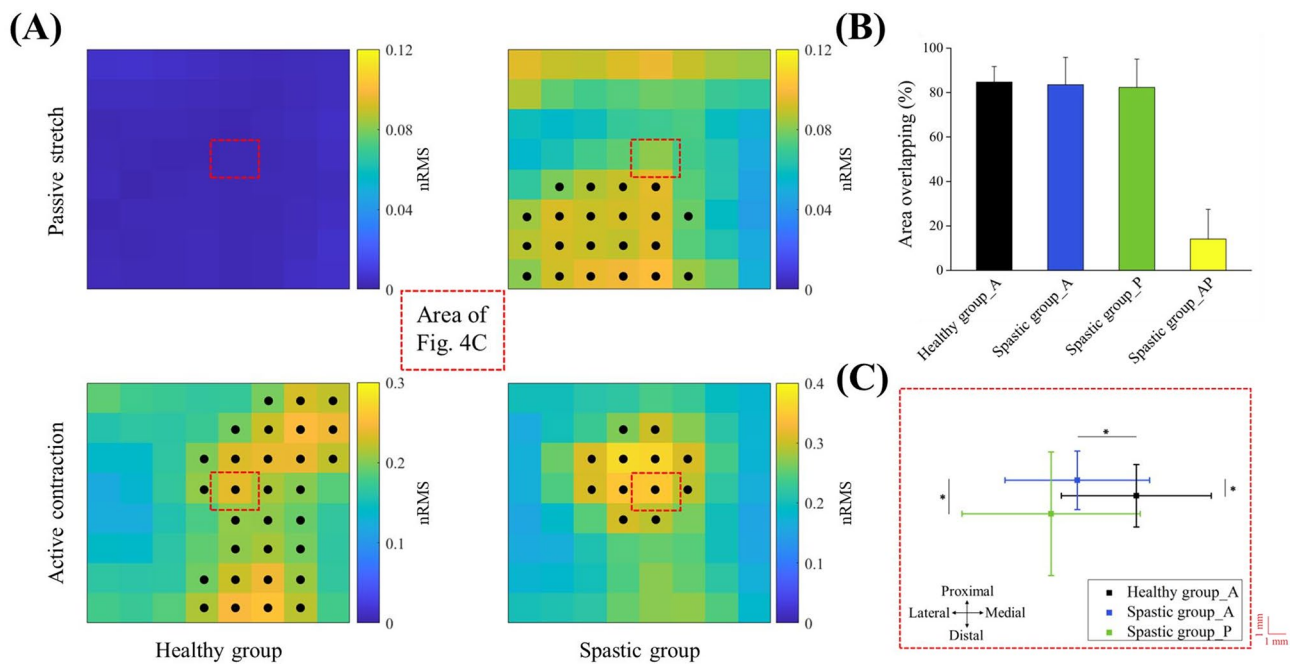 (A)
Passive stretch
0.12
0.08
0.04
0
nRMS
0.12
0.08
0.04
0
nRMS
Area of
Fig. 4C
Active contraction
0.3
0.2
0.1
0
nRMS
0.4
0.3
0.2
0.1
0
nRMS
Healthy group
Spastic group
(B)
Area overlapping (%)
100
80
60
40
20
0
Healthy group_A
Spastic group_A
Spastic group_P
Spastic group_AP
(C)
*
*
*
Proximal
Lateral
Medial
Distal
Healthy group_A
Spastic group_A
Spastic group_P
1 mm
1 mm